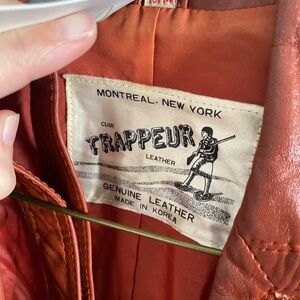 MONTREAL. NEW YORK
CUIR
TRAPPEUR
LEATHER
GENUINE LEATHER
MADE IN KOREA